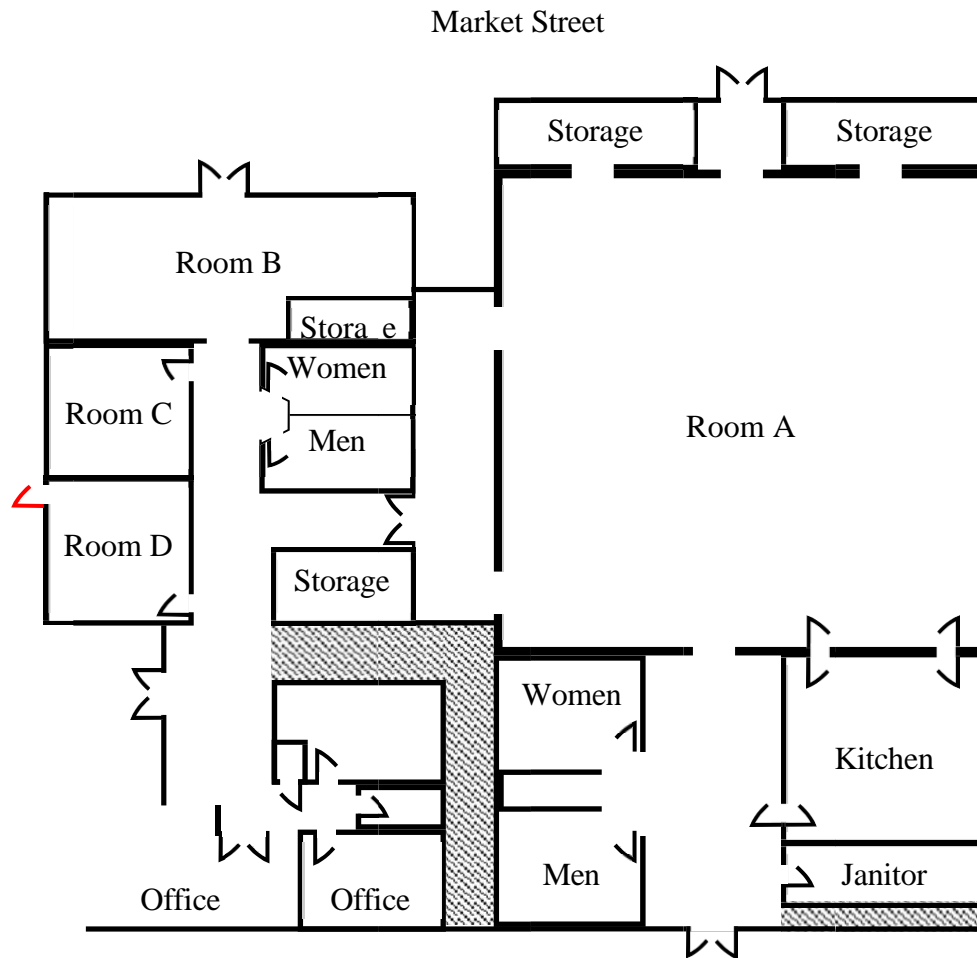 Market Street
Storage
Storage
Room B
Stora e
Women
Room C
Men
Room A
Room D
Storage
Women
Kitchen
Men
Janitor
Office
Office